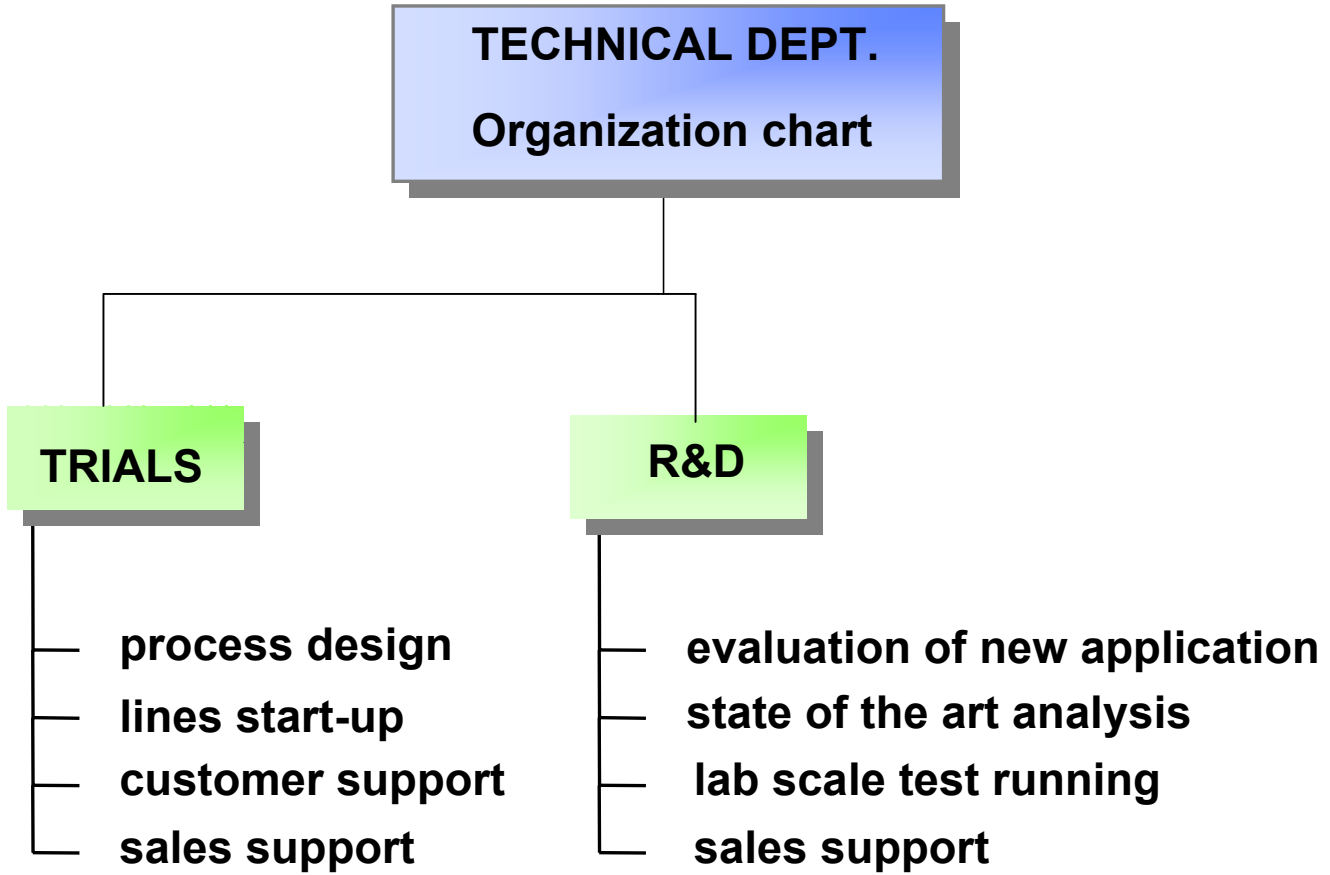 TECHNICAL DEPT.
Organization chart
TRIALS
process design
lines start-up
customer support
sales support
R&D
evaluation of new application
state of the art analysis
lab scale test running
sales support